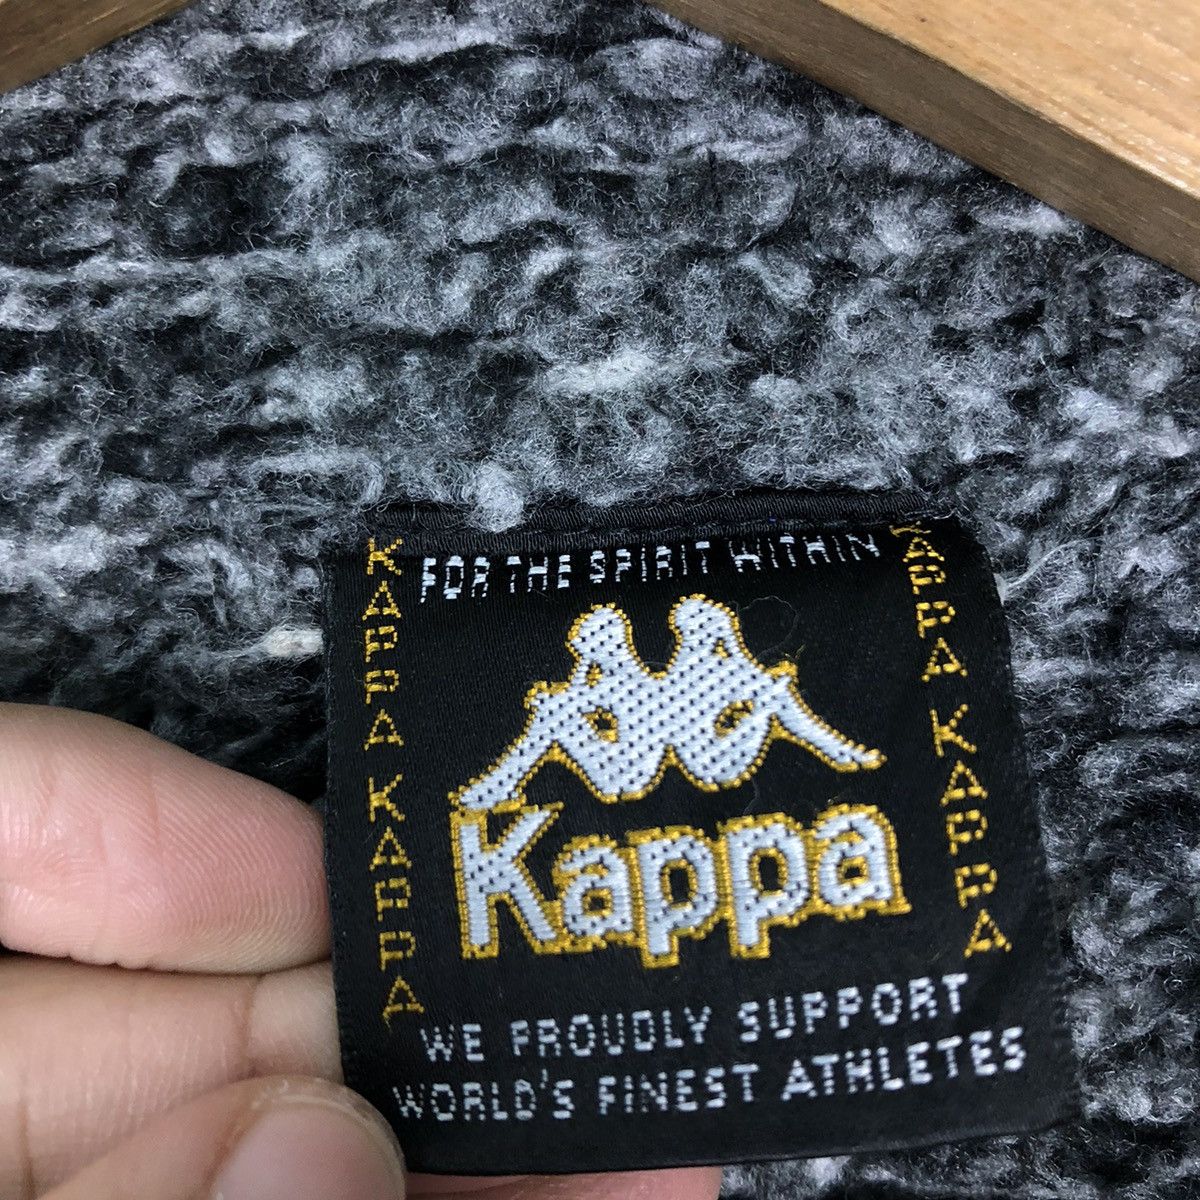 FOR THE SPIRIT WITHIN
KAPPA KAPPA
KAPPA KAPPA
Kappa
WE PROUDLY SUPPORT
WORLD'S FINEST ATHLETES